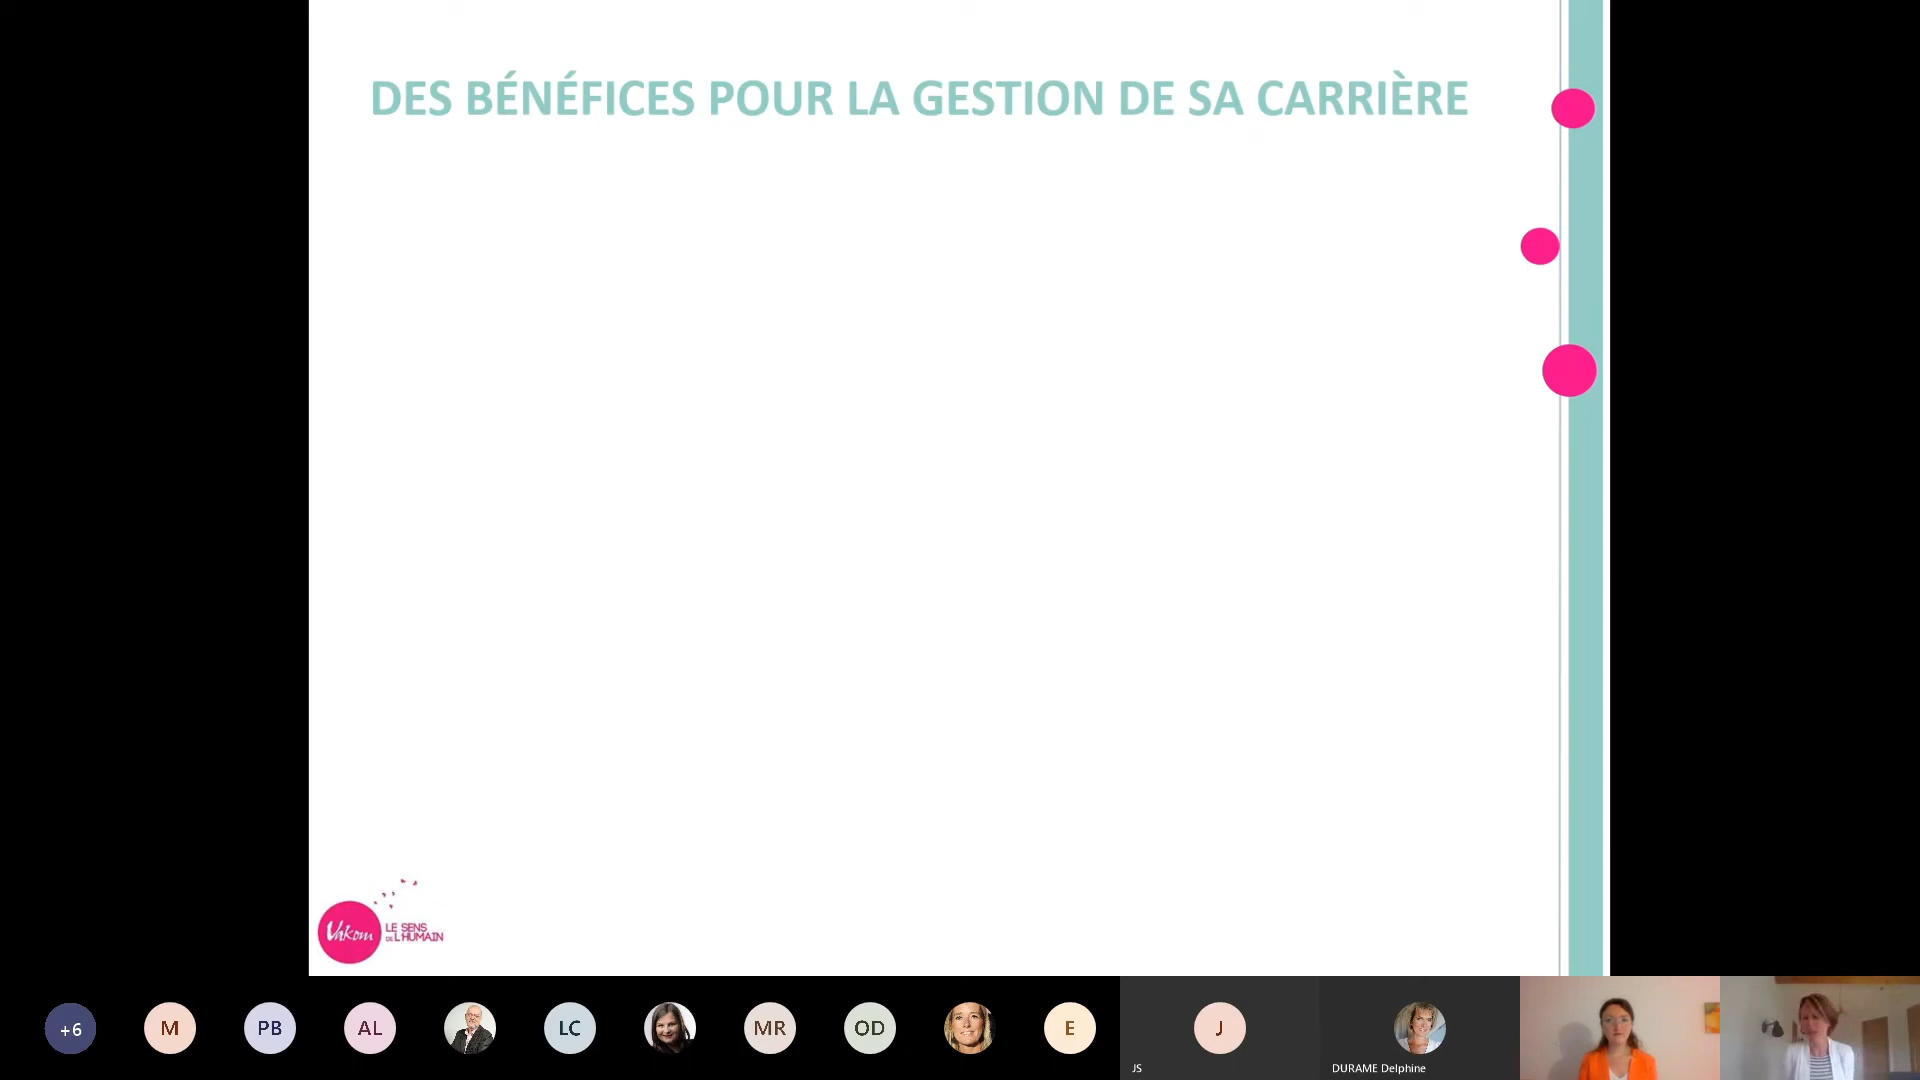 DES BÉNÉFICES POUR LA GESTION DE SA CARRIÈRE
Vakom
LE SENS
DE L'HUMAIN
+6
M
PB
AL
LC
MR
OD
E
J
JS
DURAME Delphine